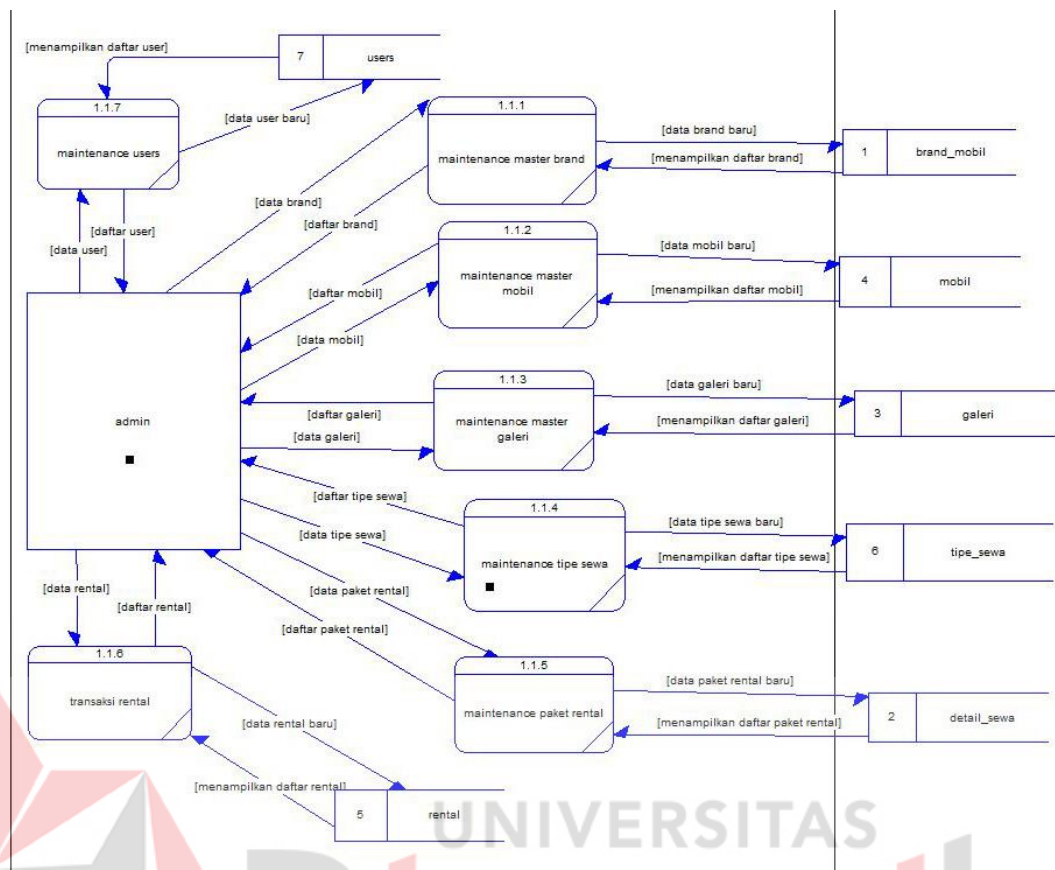 [menampilkan daftar user]
7
users
1.1.7
maintenance users
[data user baru]
[data user]
[daftar user]
1.1.1
maintenance master brand
[data brand]
[daftar brand]
[data brand baru]
[menampilkan daftar brand]
1
brand_mobil
1.1.2
maintenance master
mobil
[daftar mobil]
[data mobil]
[data mobil baru]
[menampilkan daftar mobil]
4
mobil
admin
1.1.3
maintenance master
galeri
[daftar galeri]
[data galeri]
[data galeri baru]
[menampilkan daftar galeri]
3
galeri
1.1.4
maintenance tipe sewa
[daftar tipe sewa]
[data tipe sewa]
[data tipe sewa baru]
[menampilkan daftar tipe sewa]
6
tipe_sewa
[data paket rental]
[daftar paket rental]
1.1.5
maintenance paket rental
[data paket rental baru]
[menampilkan daftar paket rental]
2
detail_sewa
[data rental]
[daftar rental]
1.1.6
transaksi rental
[data rental baru]
[menampilkan daftar rental]
5
rental
UNIVERSITAS